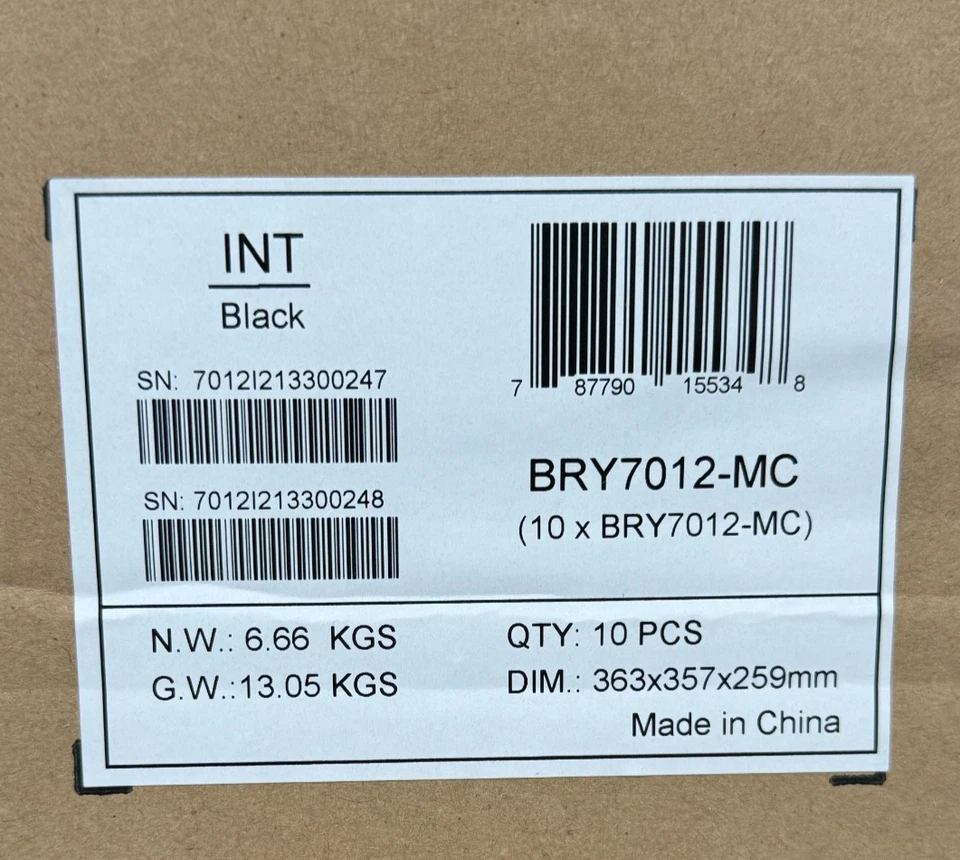 INT
Black
SN: 7012I213300247
SN: 7012I213300248
7 87790 15534 8
BRY7012-MC
(10 x BRY7012-MC)
N.W.: 6.66 KGS
G.W.:13.05 KGS
QTY: 10 PCS
DIM.: 363x357x259mm
Made in China